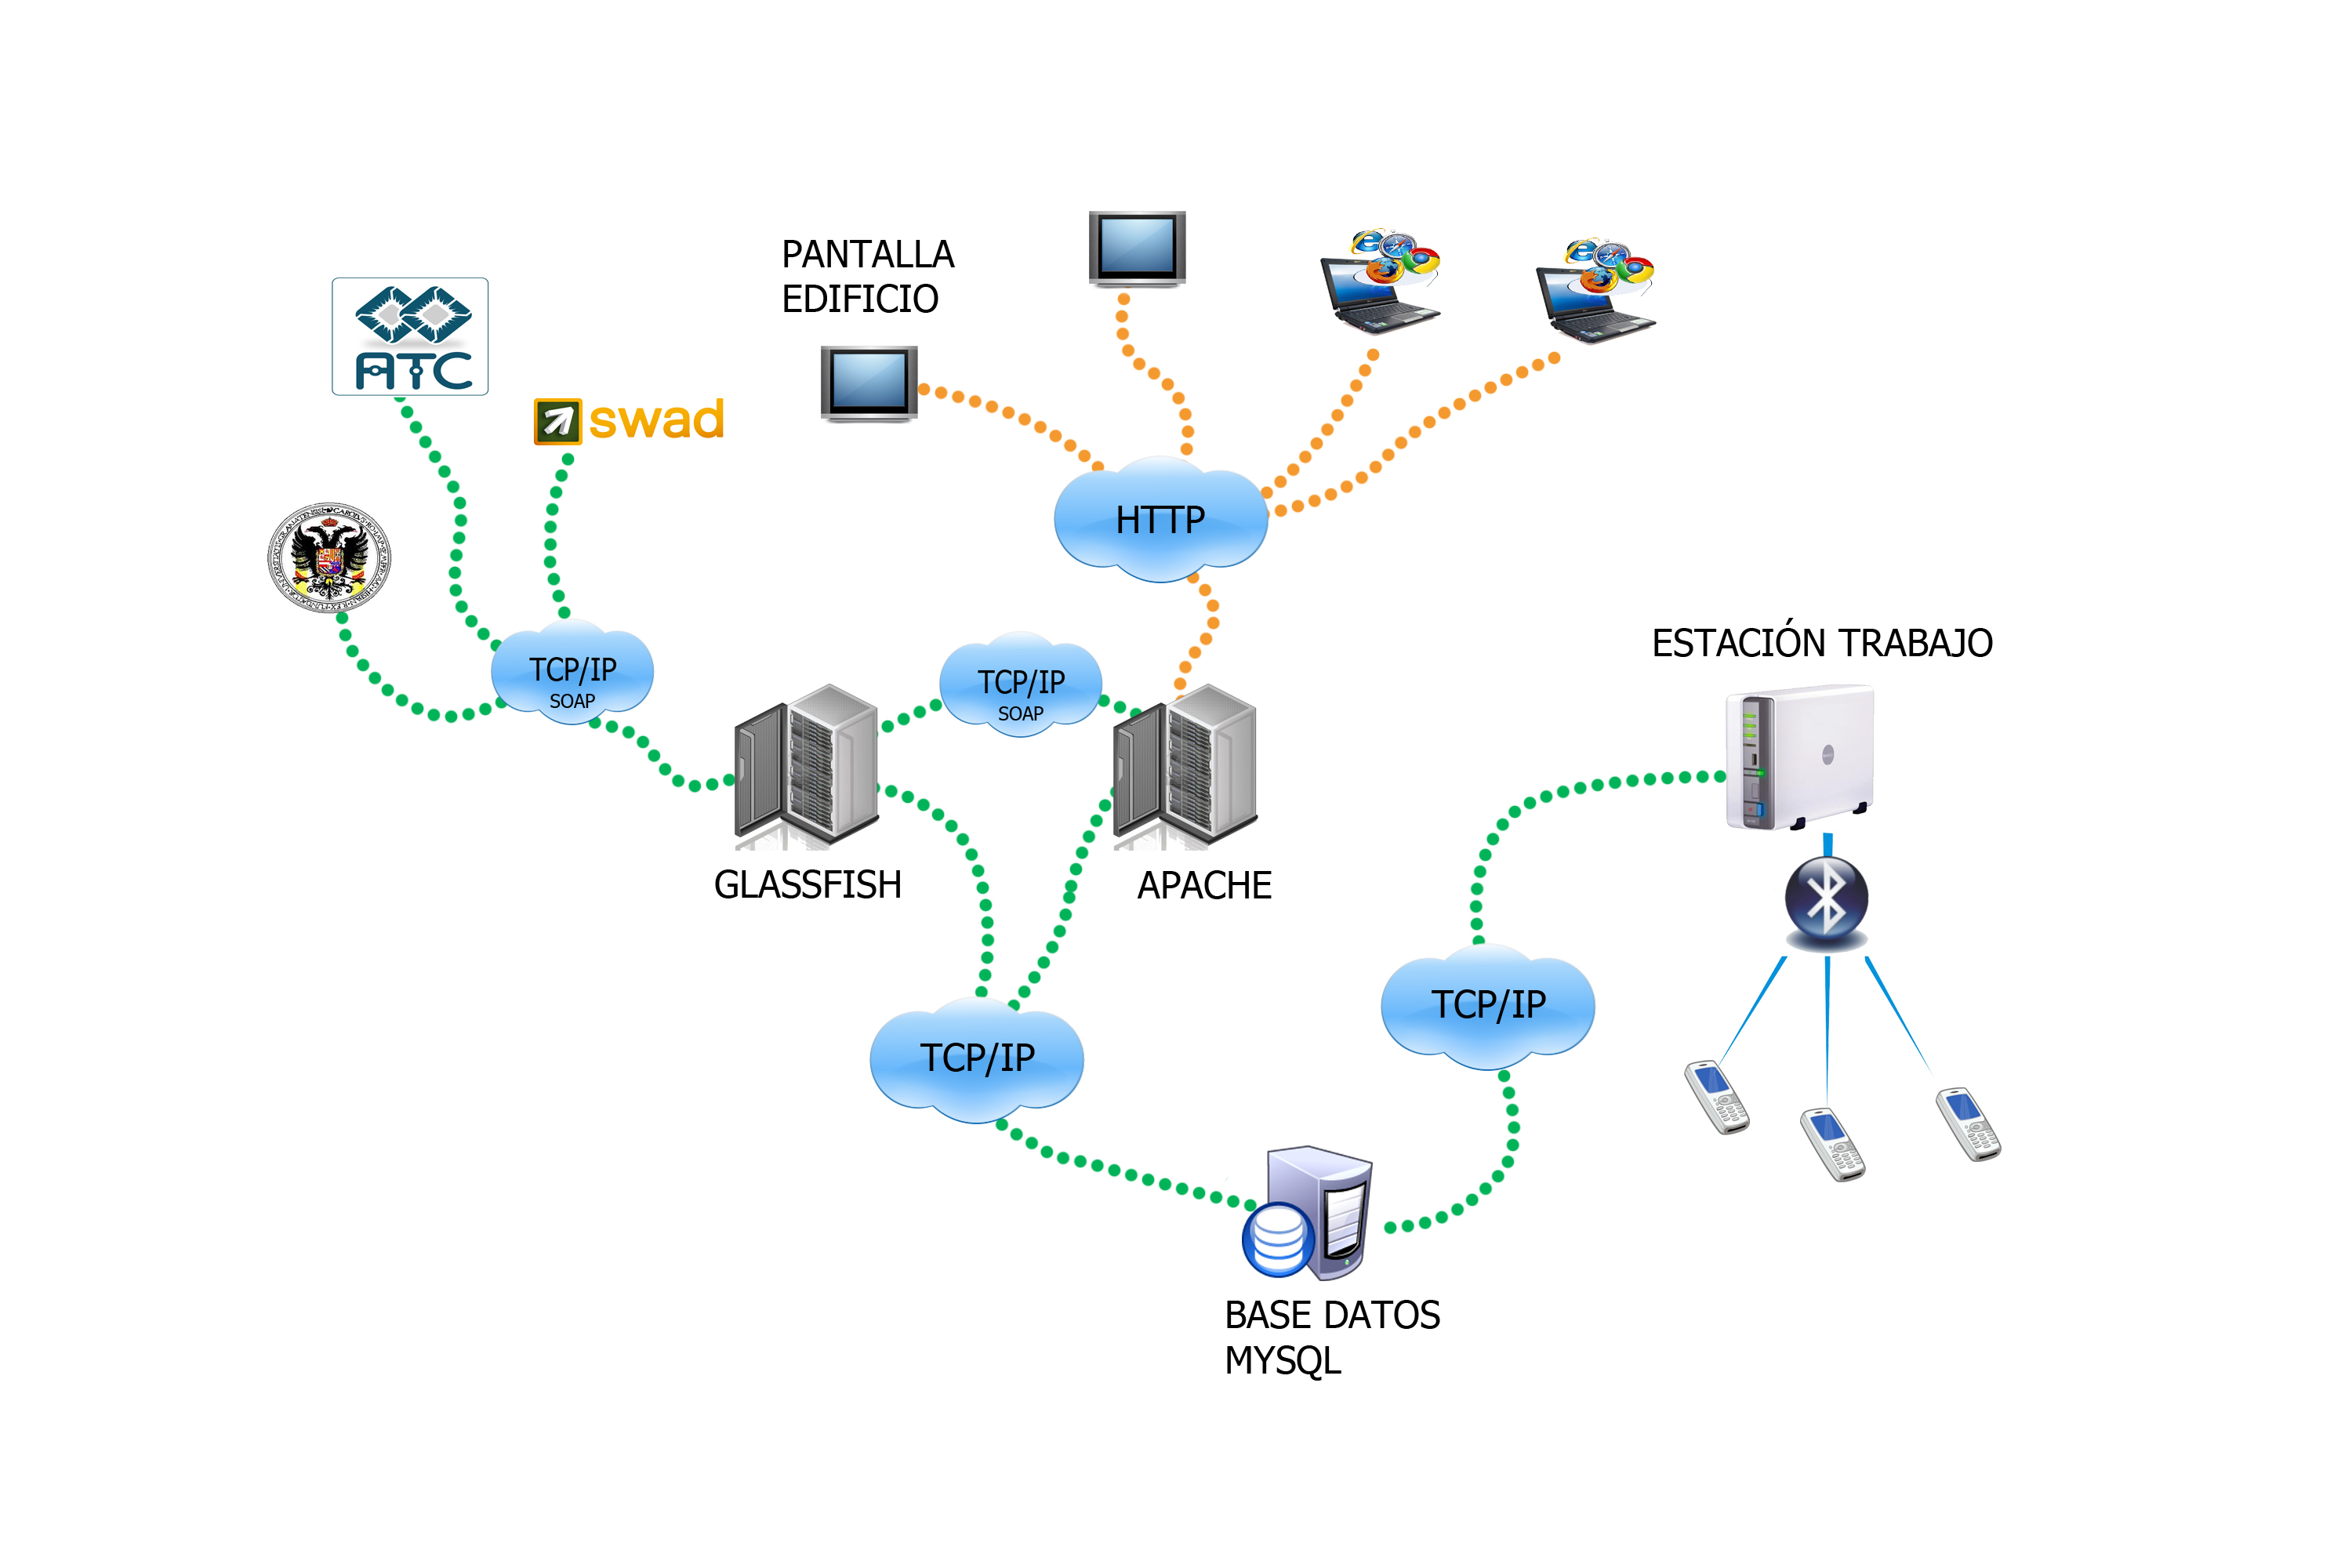 PANTALLA
EDIFICIO
ATC
swad
HTTP
TCP/IP
SOAP
TCP/IP
SOAP
ESTACIÓN TRABAJO
GLASSFISH
APACHE
TCP/IP
TCP/IP
BASE DATOS
MYSQL